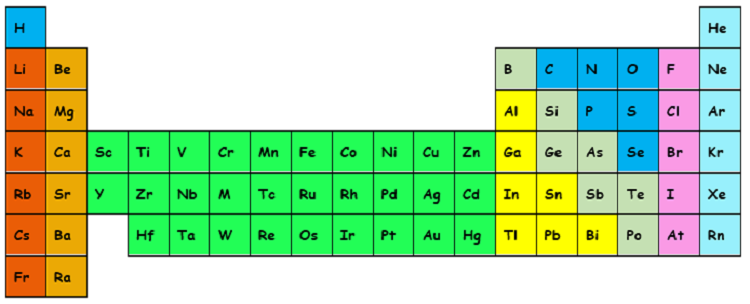 H He
Li Be B C N O F Ne
Na Mg Al Si P S Cl Ar
K Ca Sc Ti V Cr Mn Fe Co Ni Cu Zn Ga Ge As Se Br Kr
Rb Sr Y Zr Nb M Tc Ru Rh Pd Ag Cd In Sn Sb Te I Xe
Cs Ba Hf Ta W Re Os Ir Pt Au Hg Tl Pb Bi Po At Rn
Fr Ra